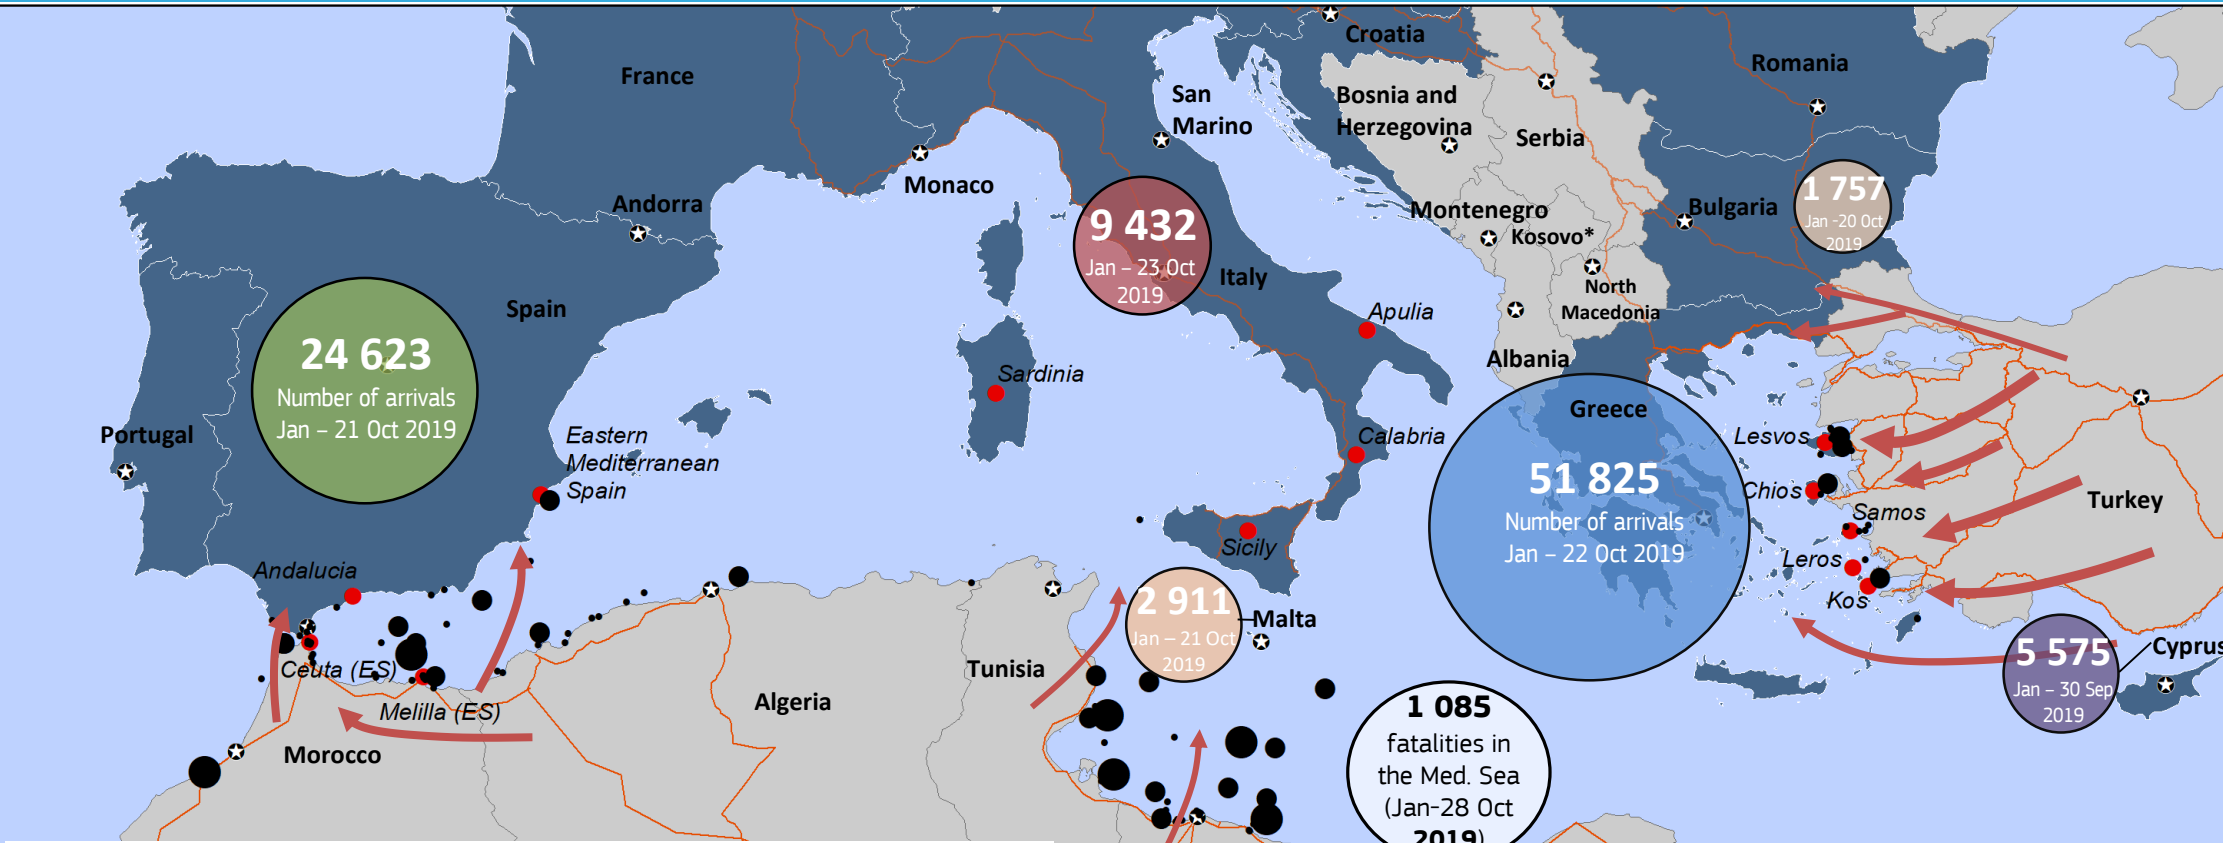 Croatia
France
Romania
San
Marino
Bosnia and
Herzegovina
Serbia
Monaco
Andorra
1 757
Jan -20 Oct
2019
Bulgaria
Montenegro
Kosovo*
9 432
Jan – 23 Oct
2019
Italy
North
Macedonia
Spain
Apulia
Albania
24 623
Number of arrivals
Jan – 21 Oct 2019
Sardinia
Greece
Portugal
Eastern
Mediterranean
Spain
Calabria
Lesvos
51 825
Number of arrivals
Jan – 22 Oct 2019
Chios
Turkey
Samos
Sicily
Leros
Andalucia
Kos
2 911
Jan – 21 Oct
2019
Malta
Cyprus
5 575
Jan – 30 Sep
2019
Ceuta (ES)
Tunisia
Algeria
Melilla (ES)
Morocco
1 085
fatalities in
the Med. Sea
(Jan-28 Oct
2019)